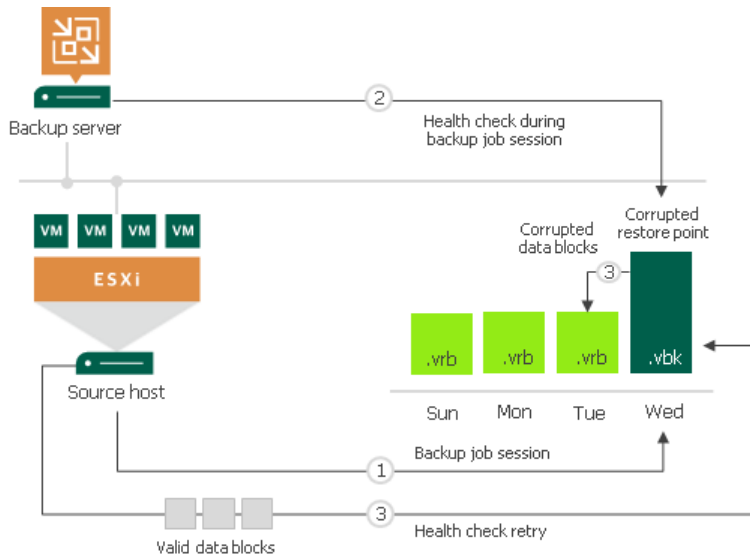 2
Backup server
Health check during
backup job session
VM VM VM VM
Corrupted
restore point
Corrupted
data blocks
ESXi
3
.vrb .vrb .vrb .vbk
Source host
Sun Mon Tue Wed
1
Backup job session
3
Health check retry
Valid data blocks